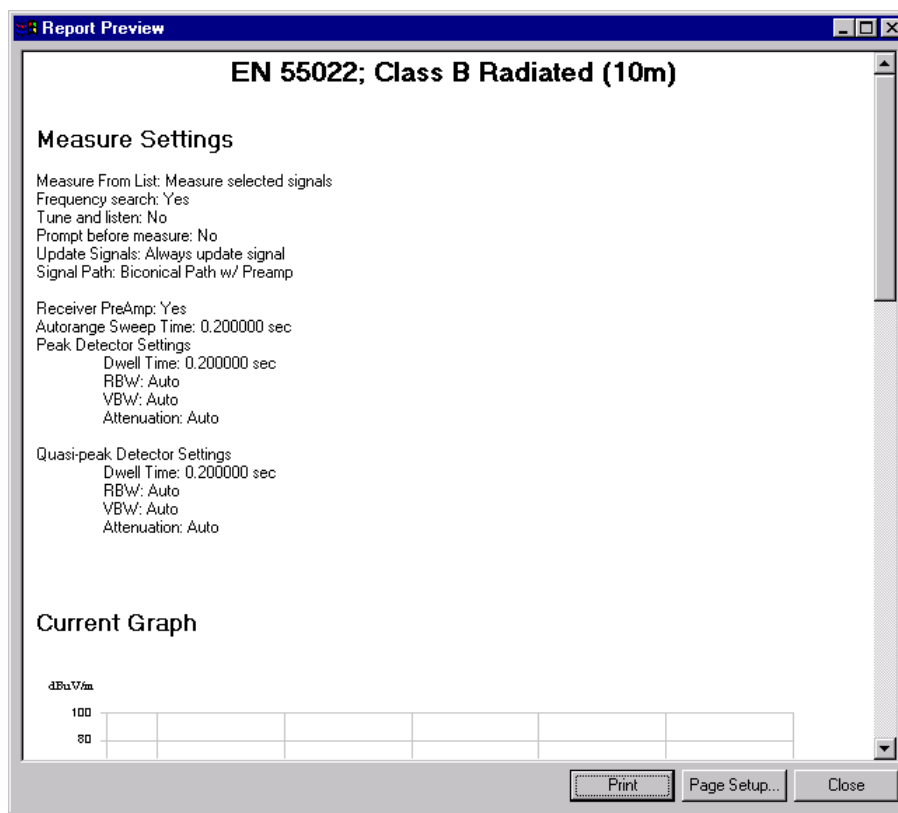 Report Preview
EN 55022; Class B Radiated (10m)
Measure Settings
Measure From List: Measure selected signals
Frequency search: Yes
Tune and listen: No
Prompt before measure: No
Update Signals: Always update signal
Signal Path: Biconical Path w/ Preamp
Receiver PreAmp: Yes
Autorange Sweep Time: 0.200000 sec
Peak Detector Settings
Dwell Time: 0.200000 sec
RBW: Auto
VBW: Auto
Attenuation: Auto
Quasi-peak Detector Settings
Dwell Time: 0.200000 sec
RBW: Auto
VBW: Auto
Attenuation: Auto
Current Graph
dBuV/m
100
80
Print Page Setup... Close